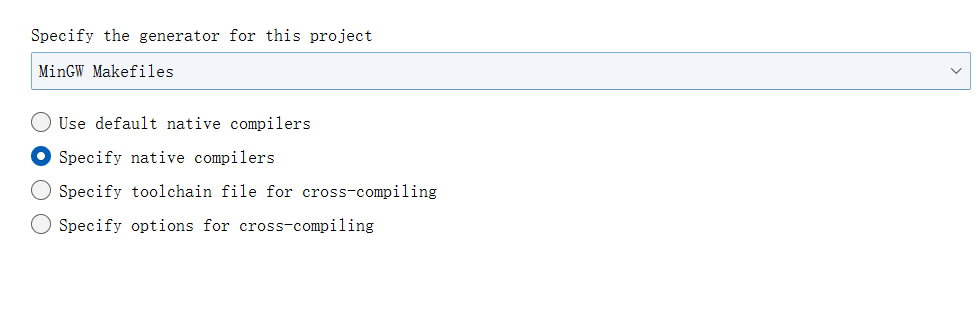 Specify the generator for this project
MinGW Makefiles
Use default native compilers
Specify native compilers
Specify toolchain file for cross-compiling
Specify options for cross-compiling